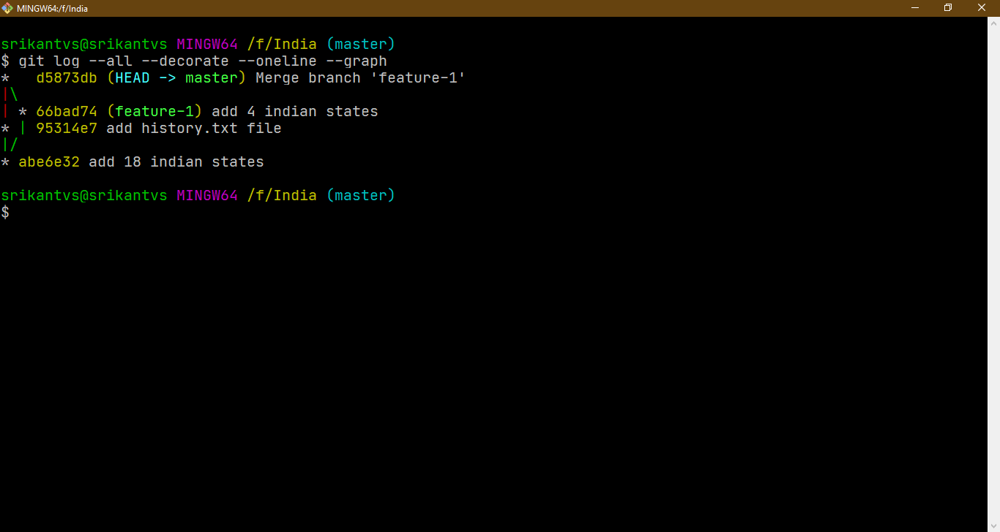 MINGW64:/f/India
srikantvs@srikantvs MINGW64 /f/India (master)
$ git log --all --decorate --oneline --graph
*   d5873db (HEAD -> master) Merge branch 'feature-1'
|\
| * 66bad74 (feature-1) add 4 indian states
* | 95314e7 add history.txt file
|/
* abe6e32 add 18 indian states
srikantvs@srikantvs MINGW64 /f/India (master)
$